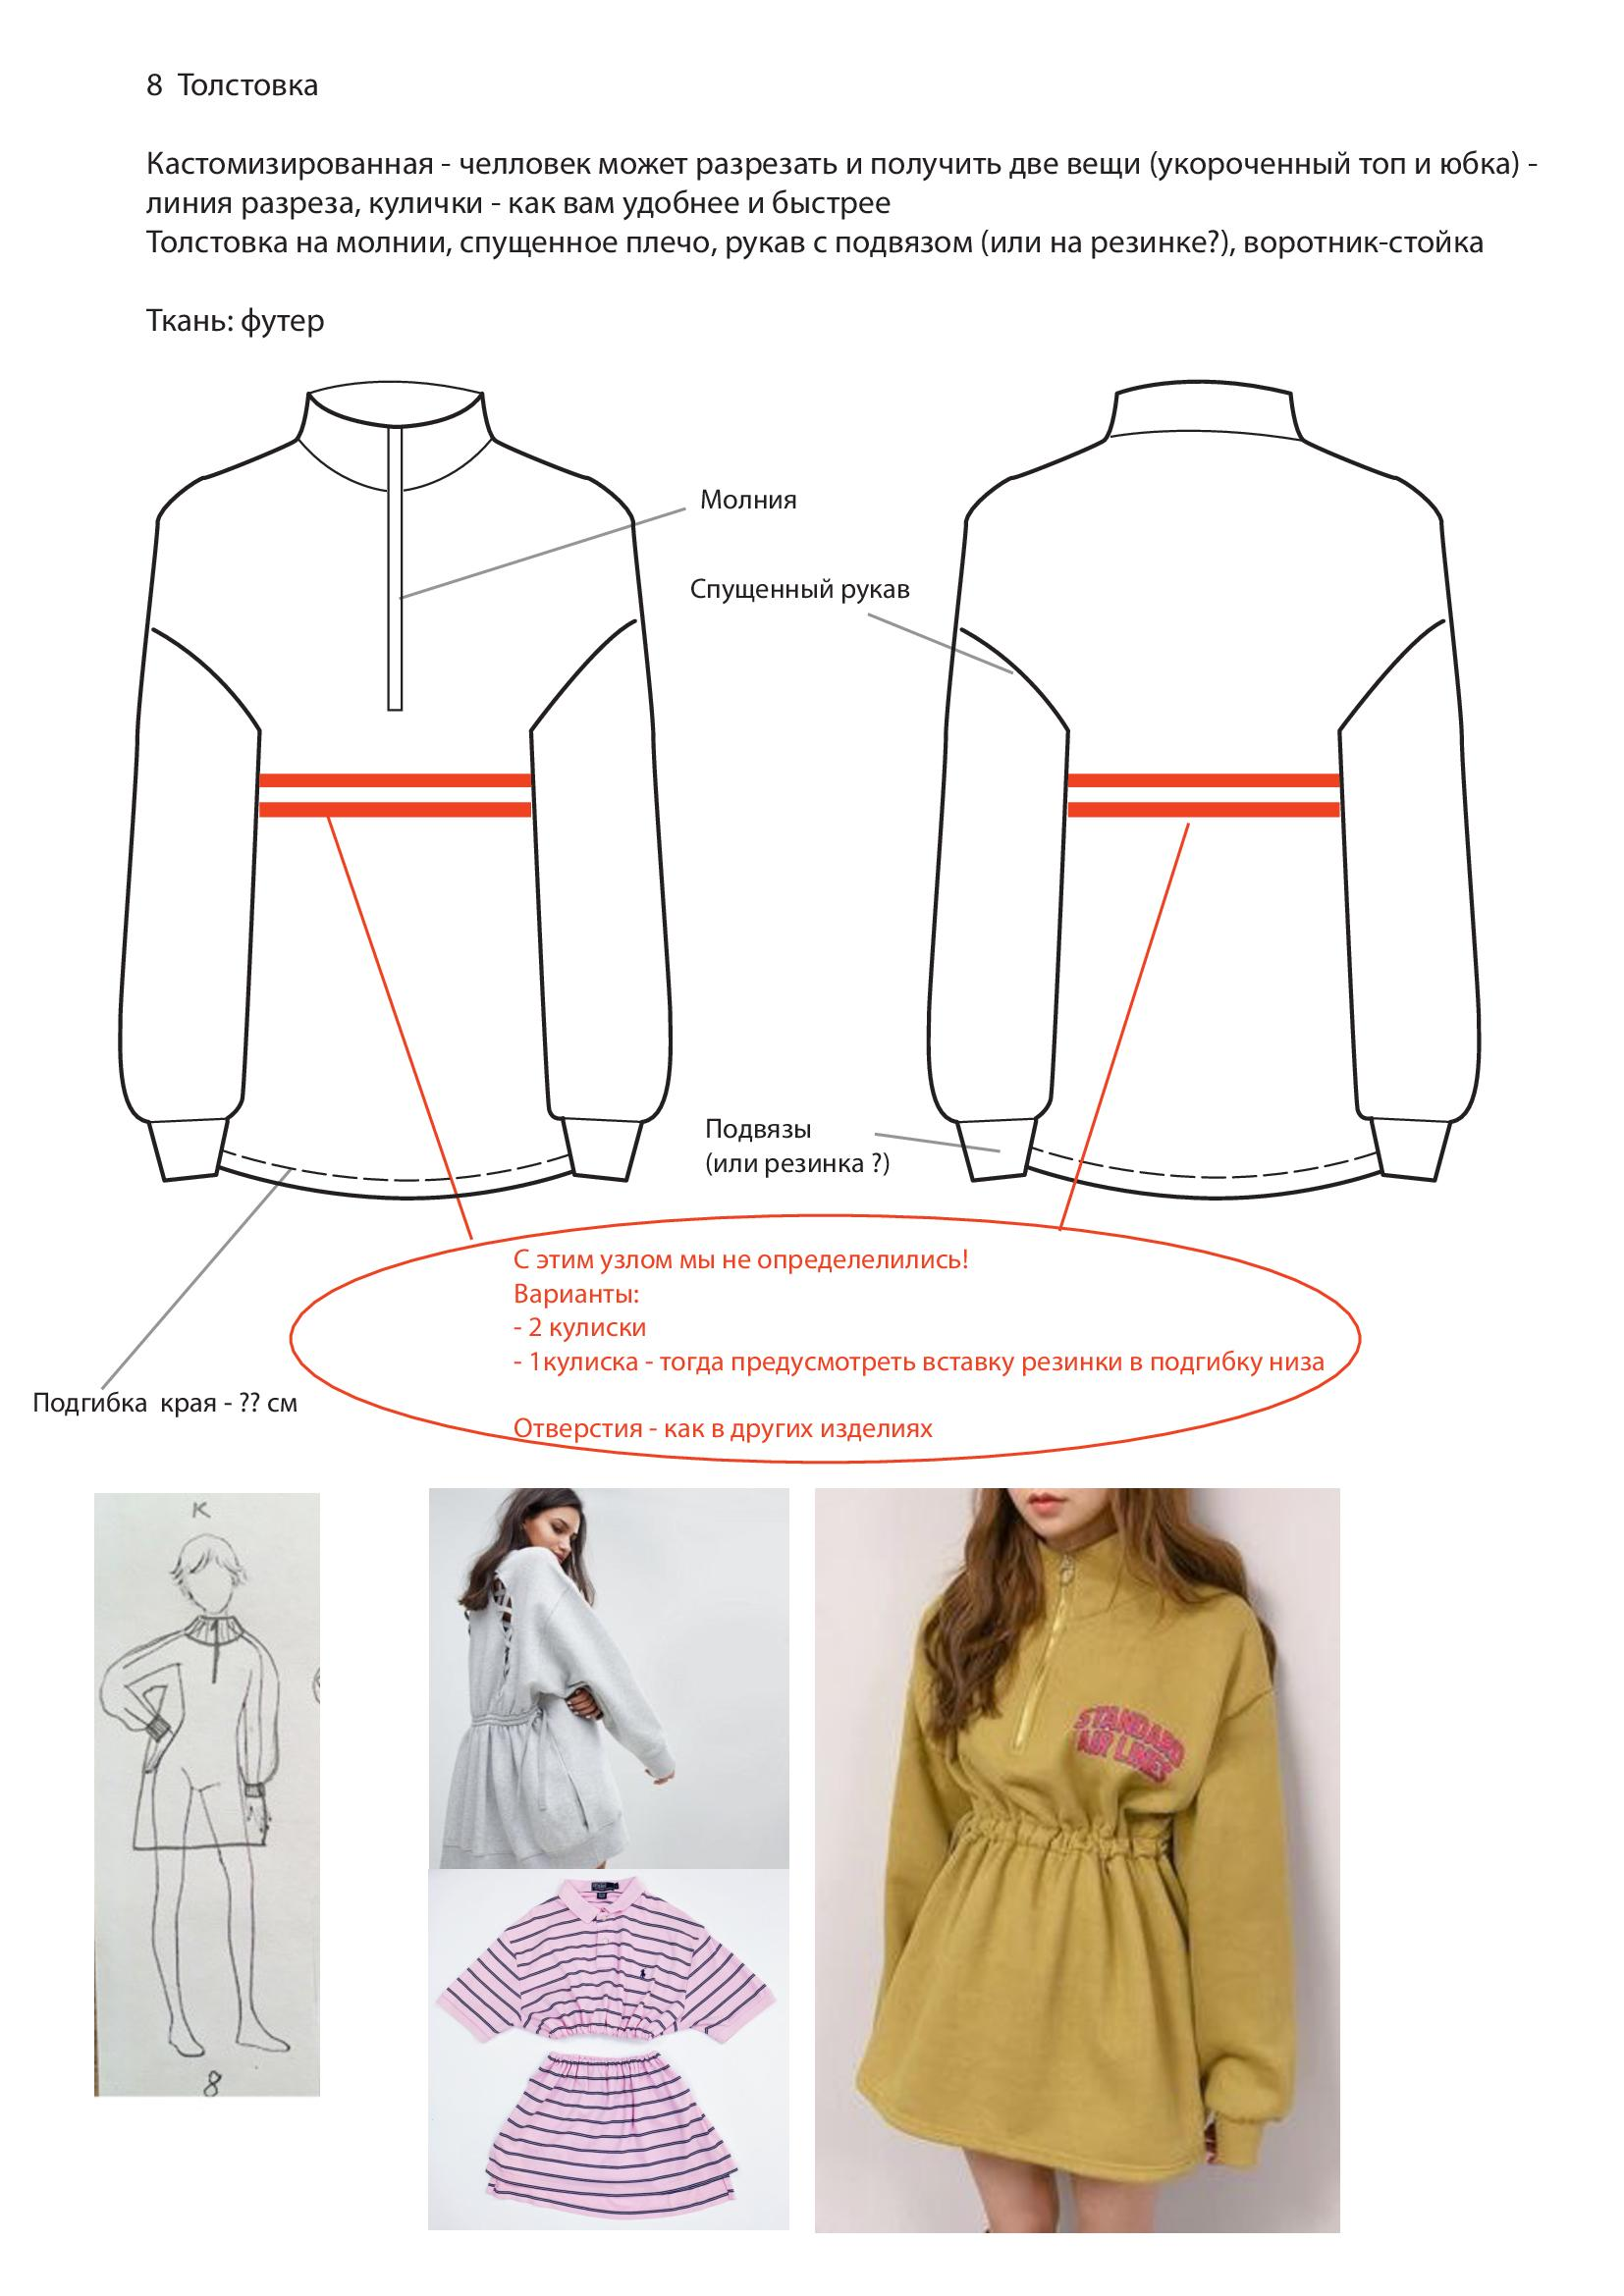 8 Толстовка
Кастомизированная - челловек может разрезать и получить две вещи (укороченный топ и юбка) -
линия разреза, кулички - как вам удобнее и быстрее
Толстовка на молнии, спущенное плечо, рукав с подвязом (или на резинке?), воротник-стойка
Ткань: футер
Молния
Спущенный рукав
Подвязы
(или резинка ?)
С этим узлом мы не определелились!
Варианты:
- 2 кулиски
- 1кулиска - тогда предусмотреть вставку резинки в подгибку низа
Отверстия - как в других изделиях
Подгибка края - ?? см
К
8
STANDARD
AIR LINES